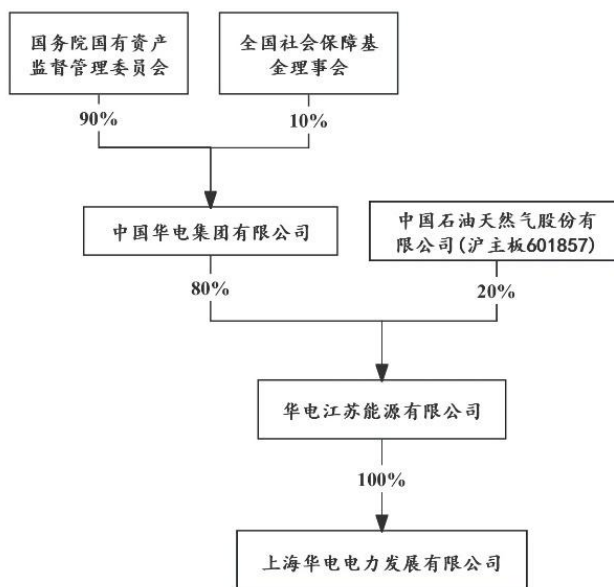 国务院国有资产
监督管理委员会
全国社会保障基
金理事会
90%
10%
中国华电集团有限公司
中国石油天然气股份有
限公司(沪主板601857)
80%
20%
华电江苏能源有限公司
100%
上海华电电力发展有限公司